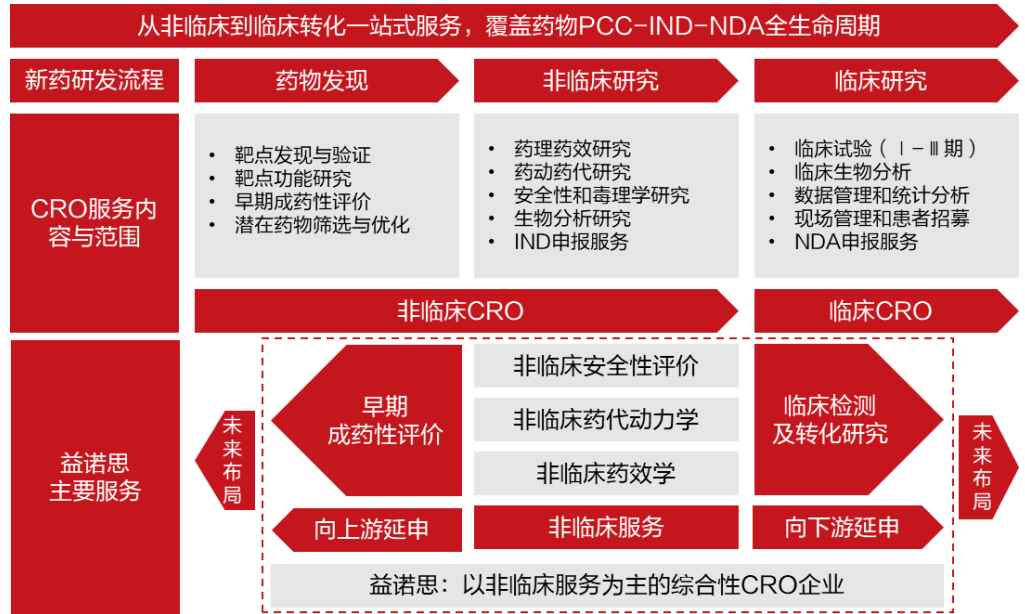 从非临床到临床转化一站式服务，覆盖药物PCC-IND-NDA全生命周期
新药研发流程
药物发现
非临床研究
临床研究
CRO服务内
容与范围
• 靶点发现与验证
• 靶点功能研究
• 早期成药性评价
• 潜在药物筛选与优化
• 药理药效研究
• 药动药代研究
• 安全性和毒理学研究
• 生物分析研究
• IND申报服务
• 临床试验（Ⅰ-Ⅲ期）
• 临床生物分析
• 数据管理和统计分析
• 现场管理和患者招募
• NDA申报服务
非临床CRO
临床CRO
益诺思
主要服务
未来布局
早期
成药性评价
非临床安全性评价
非临床药代动力学
非临床药效学
临床检测
及转化研究
未来布局
向上游延申
非临床服务
向下游延申
益诺思：以非临床服务为主的综合性CRO企业